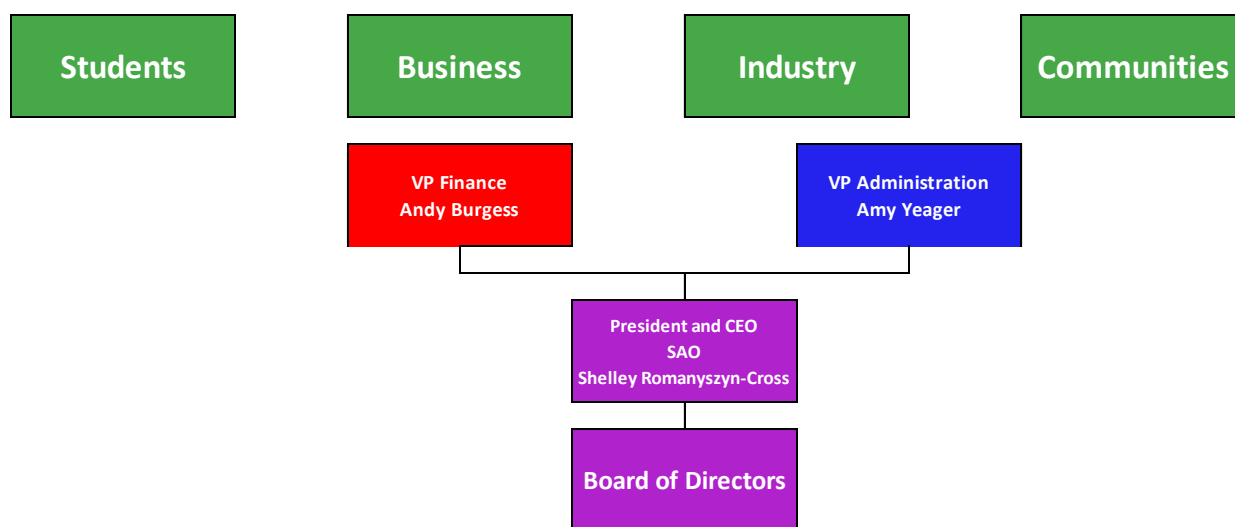 Students
Business
Industry
Communities
VP Finance
Andy Burgess
VP Administration
Amy Yeager
President and CEO
SAO
Shelley Romanyszyn-Cross
Board of Directors